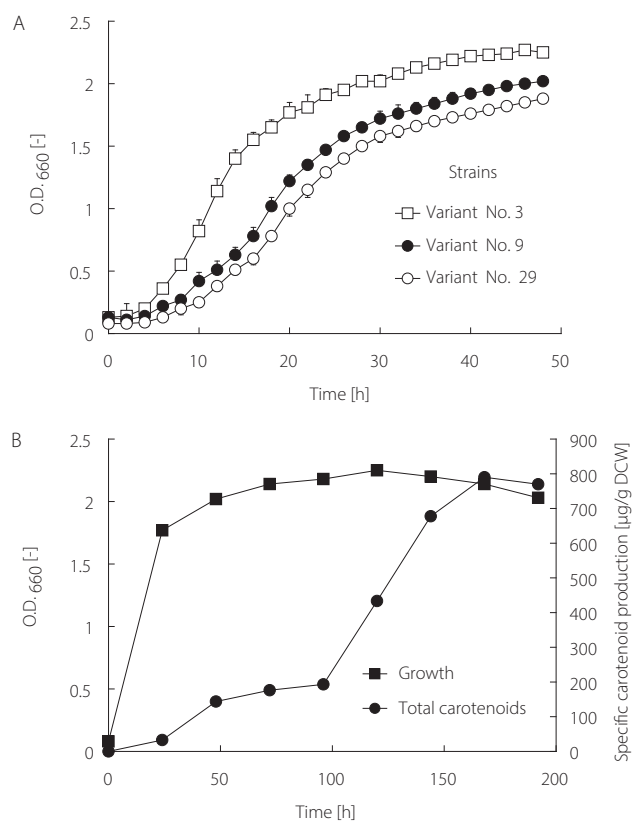 A
2.5
2
1.5
1
0.5
0
O.D. 660 [-]
Strains
Variant No. 3
Variant No. 9
Variant No. 29
0 10 20 30 40 50
Time [h]
B
2.5
2
1.5
1
0.5
0
O.D. 660 [-]
900
800
700
600
500
400
300
200
100
0
Specific carotenoid production [µg/g DCW]
Growth
Total carotenoids
0 50 100 150 200
Time [h]